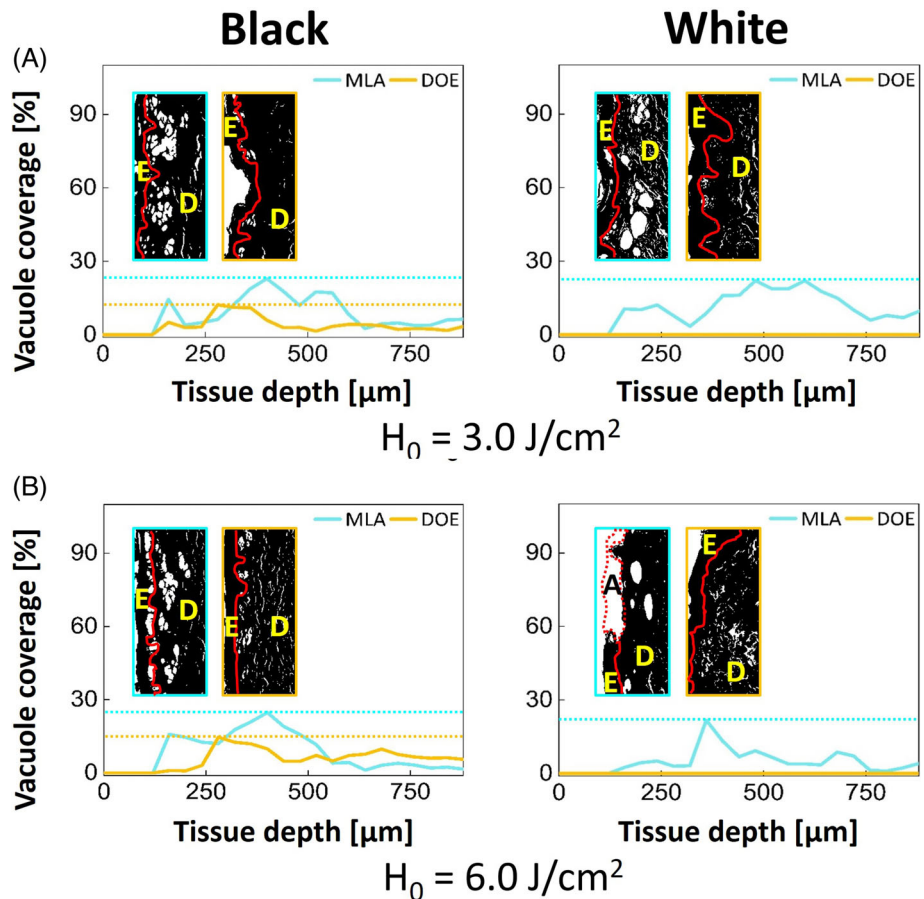 Black White
(A)
MLA DOE
MLA DOE
Vacuole coverage [%]
90
60
30
0
E
D
E
D
E
D
E
D
90
60
30
0
0 250 500 750
0 250 500 750
Tissue depth [µm]
Tissue depth [µm]
H₀ = 3.0 J/cm²
(B)
MLA DOE
MLA DOE
Vacuole coverage [%]
90
60
30
0
E
D
E
D
A
E
D
E
D
90
60
30
0
0 250 500 750
0 250 500 750
Tissue depth [µm]
Tissue depth [µm]
H₀ = 6.0 J/cm²